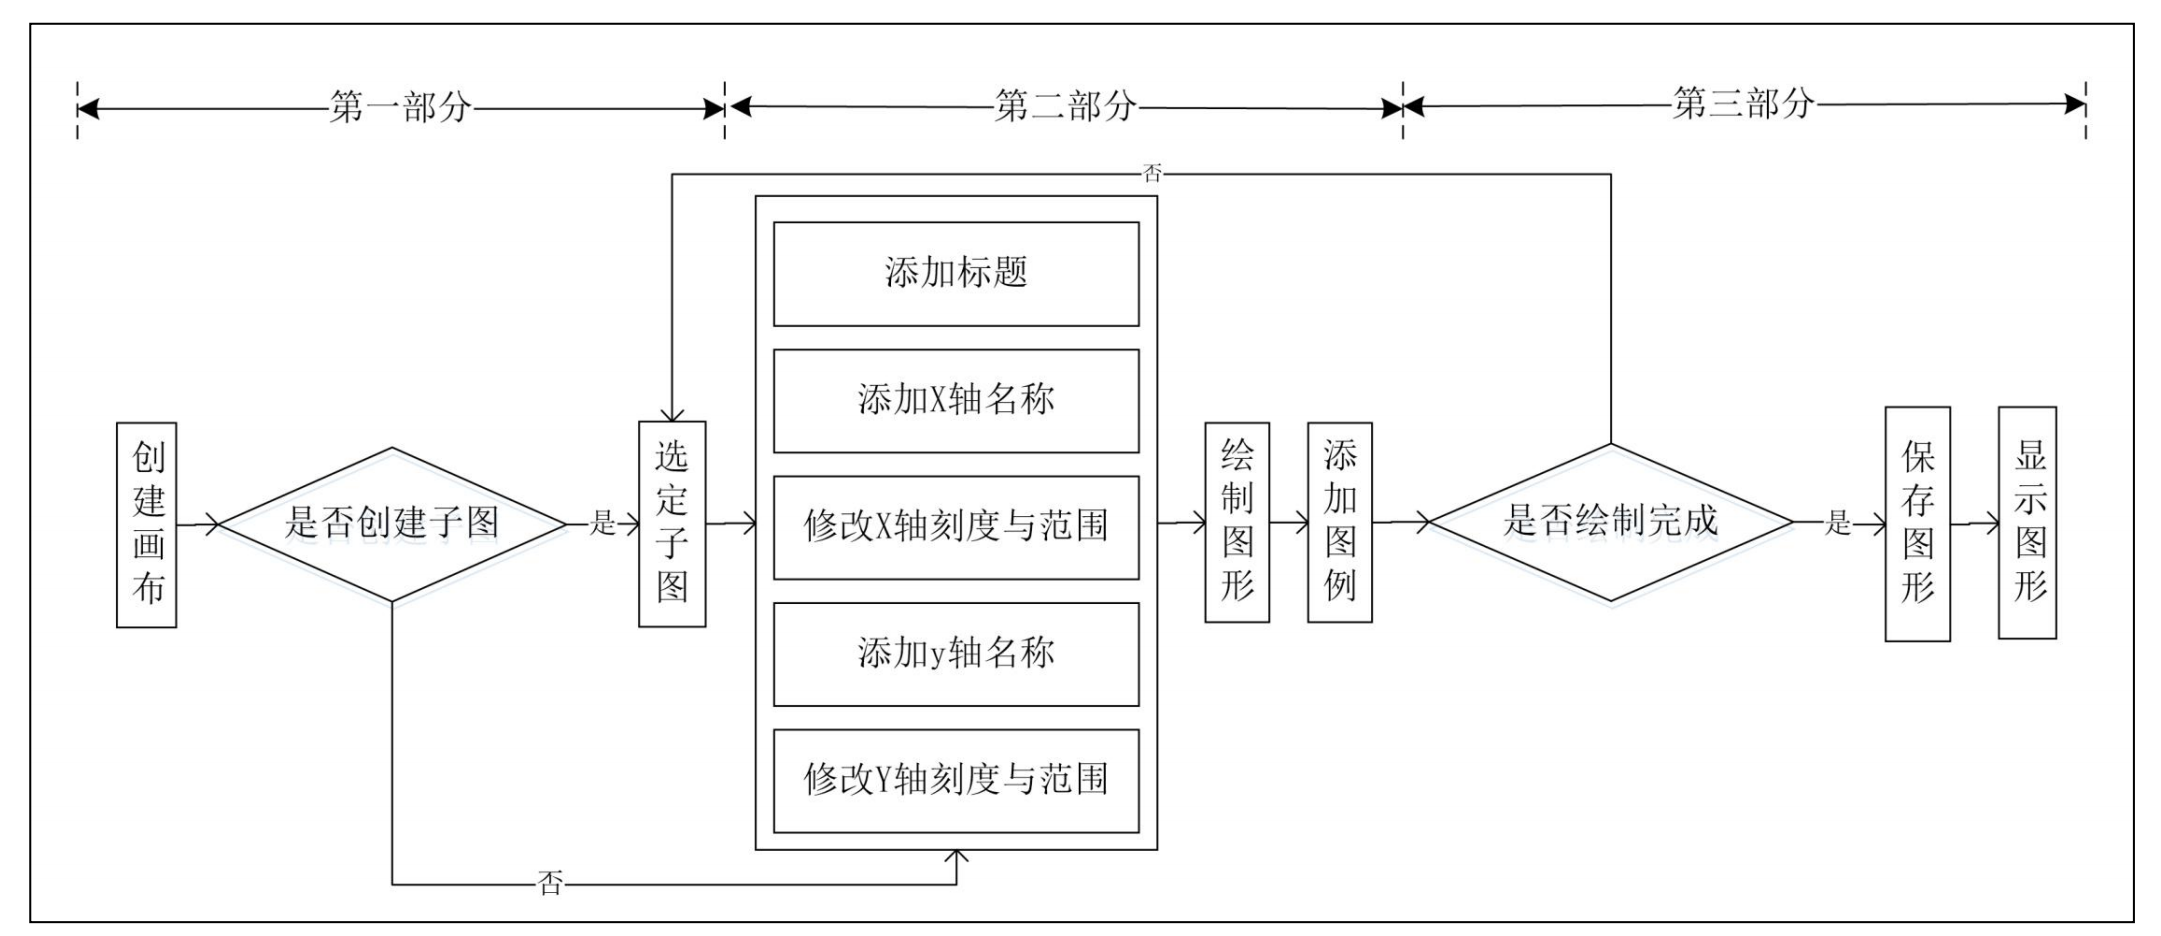 第一部分
第二部分
第三部分
否
创建画布
是否创建子图
是
选定子图
添加标题
添加X轴名称
修改X轴刻度与范围
添加y轴名称
修改Y轴刻度与范围
绘制图形
添加图例
是否绘制完成
是
保存图形
显示图形
否